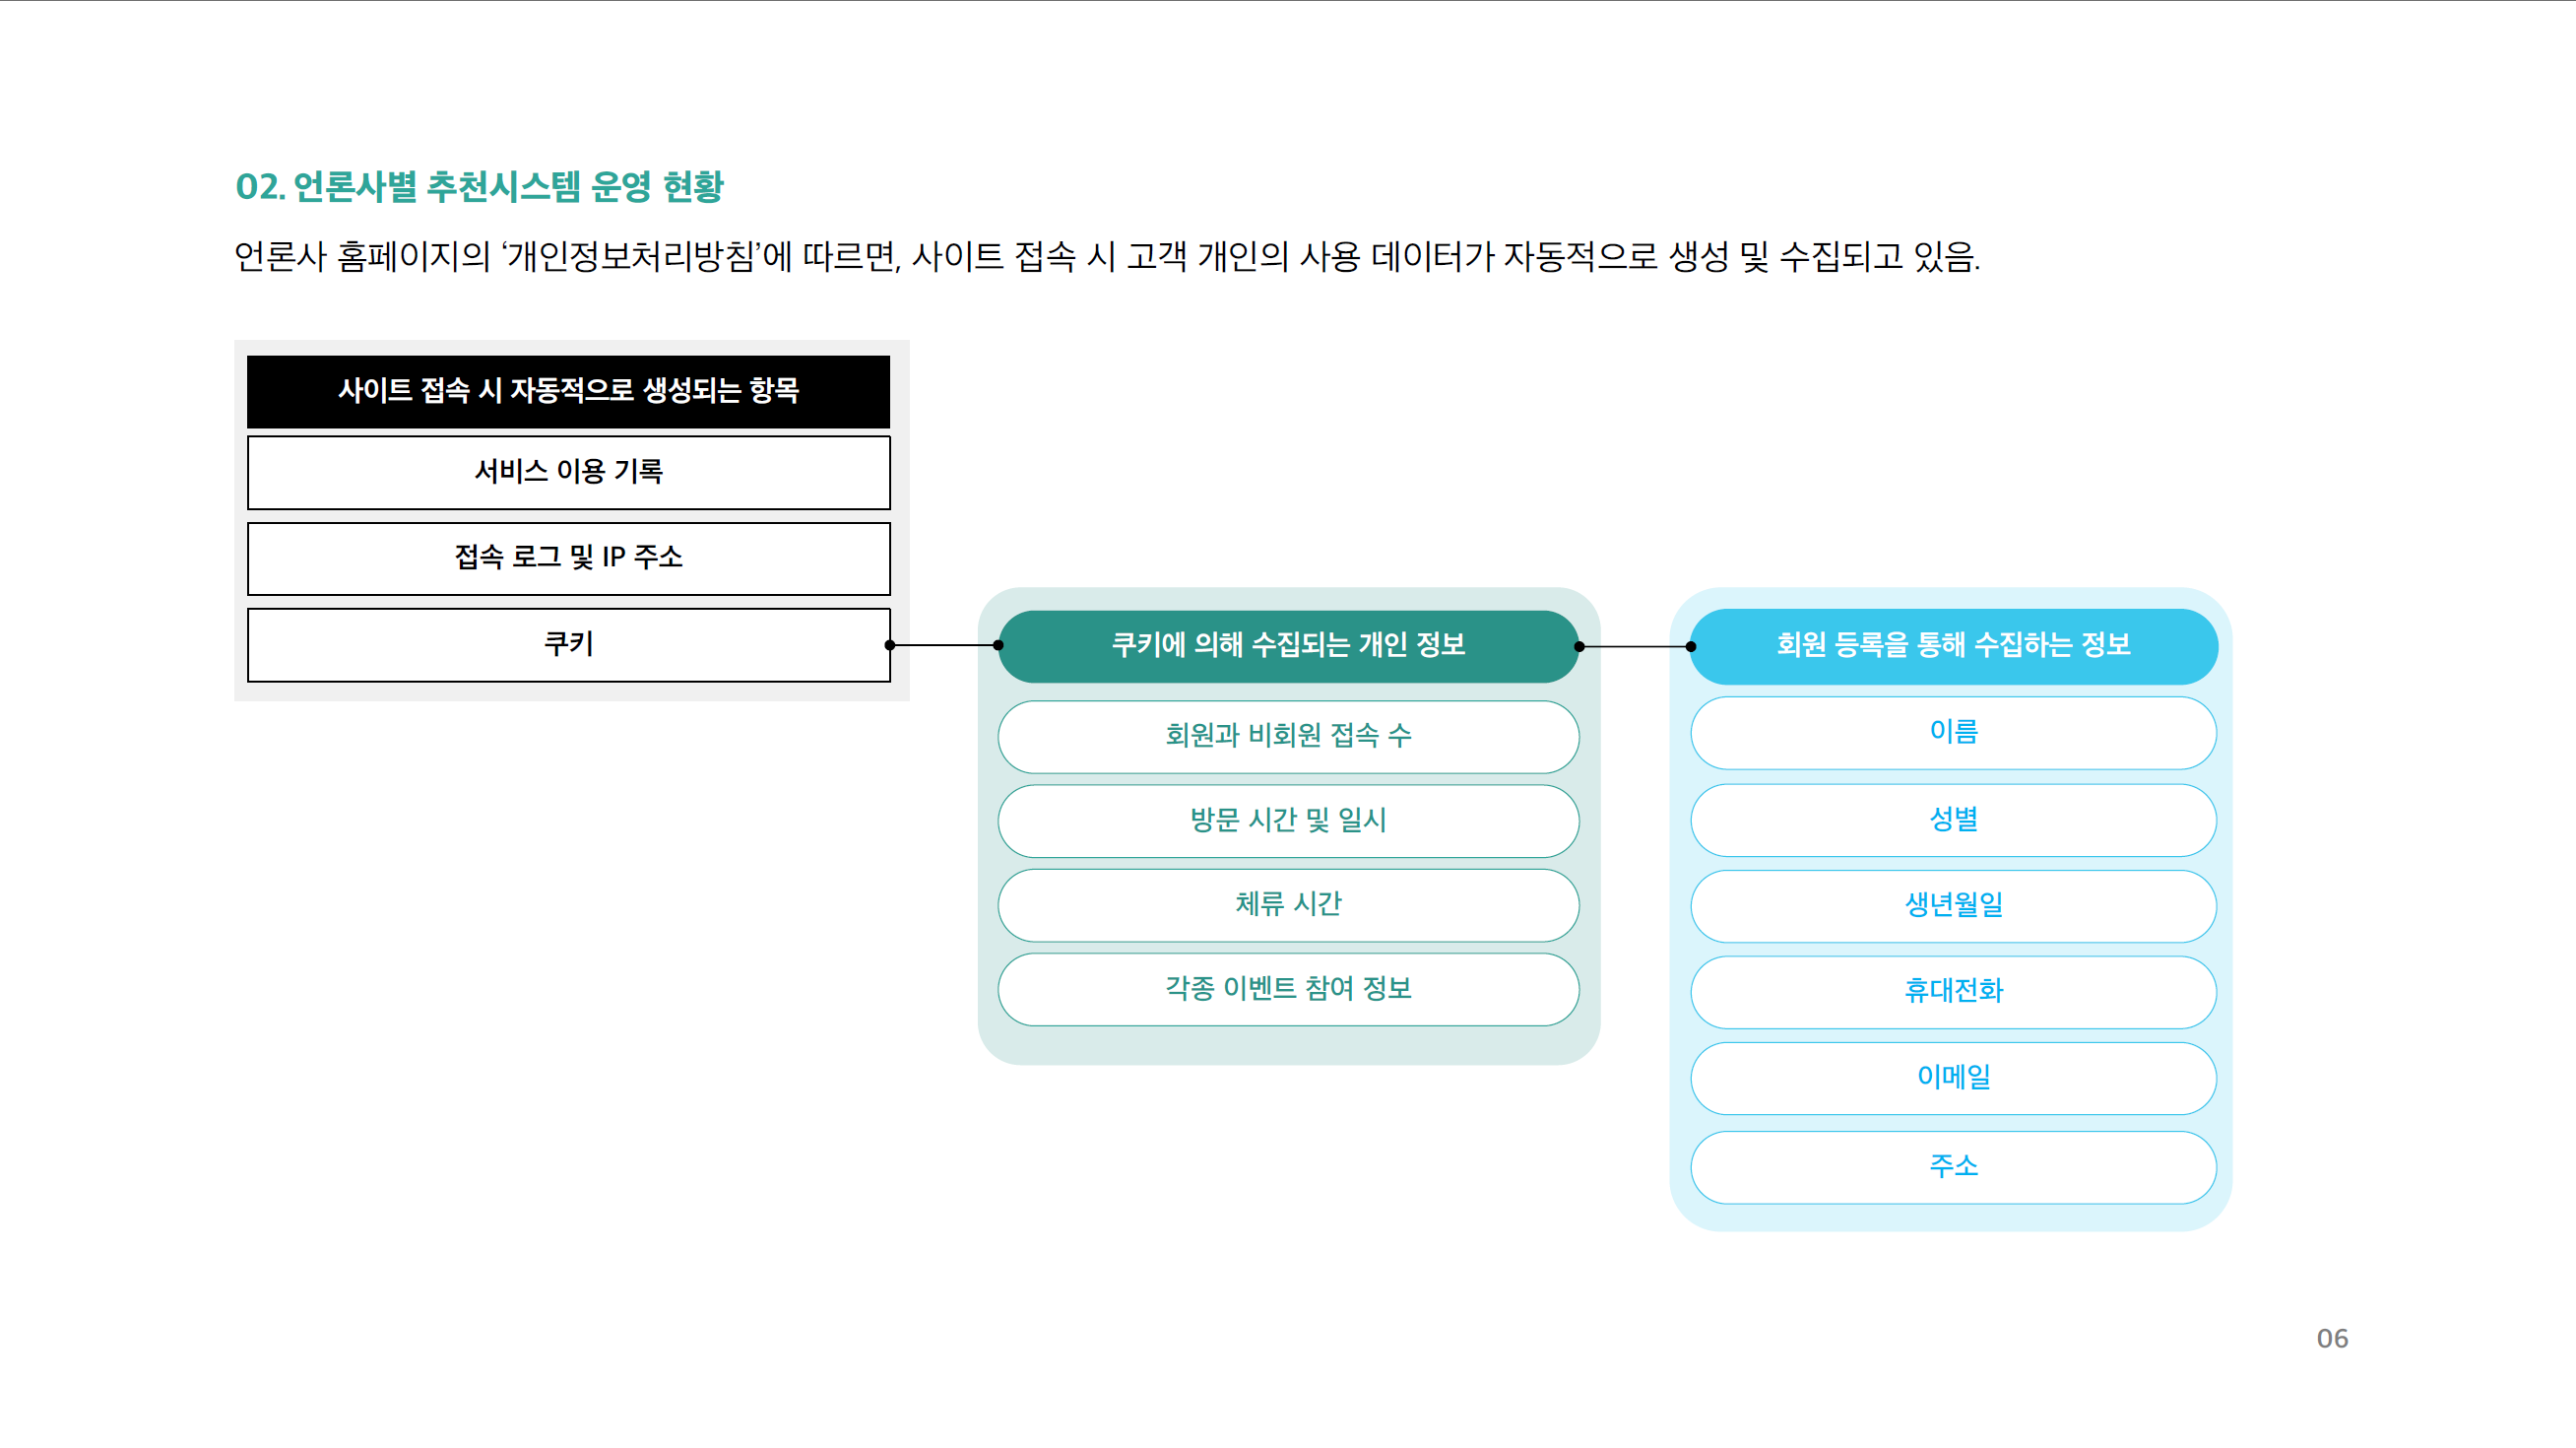 02. 언론사별 추천시스템 운영 현황
언론사 홈페이지의 ‘개인정보처리방침’에 따르면, 사이트 접속 시 고객 개인의 사용 데이터가 자동적으로 생성 및 수집되고 있음.
사이트 접속 시 자동적으로 생성되는 항목
서비스 이용 기록
접속 로그 및 IP 주소
쿠키
쿠키에 의해 수집되는 개인 정보
회원과 비회원 접속 수
방문 시간 및 일시
체류 시간
각종 이벤트 참여 정보
회원 등록을 통해 수집하는 정보
이름
성별
생년월일
휴대전화
이메일
주소
06